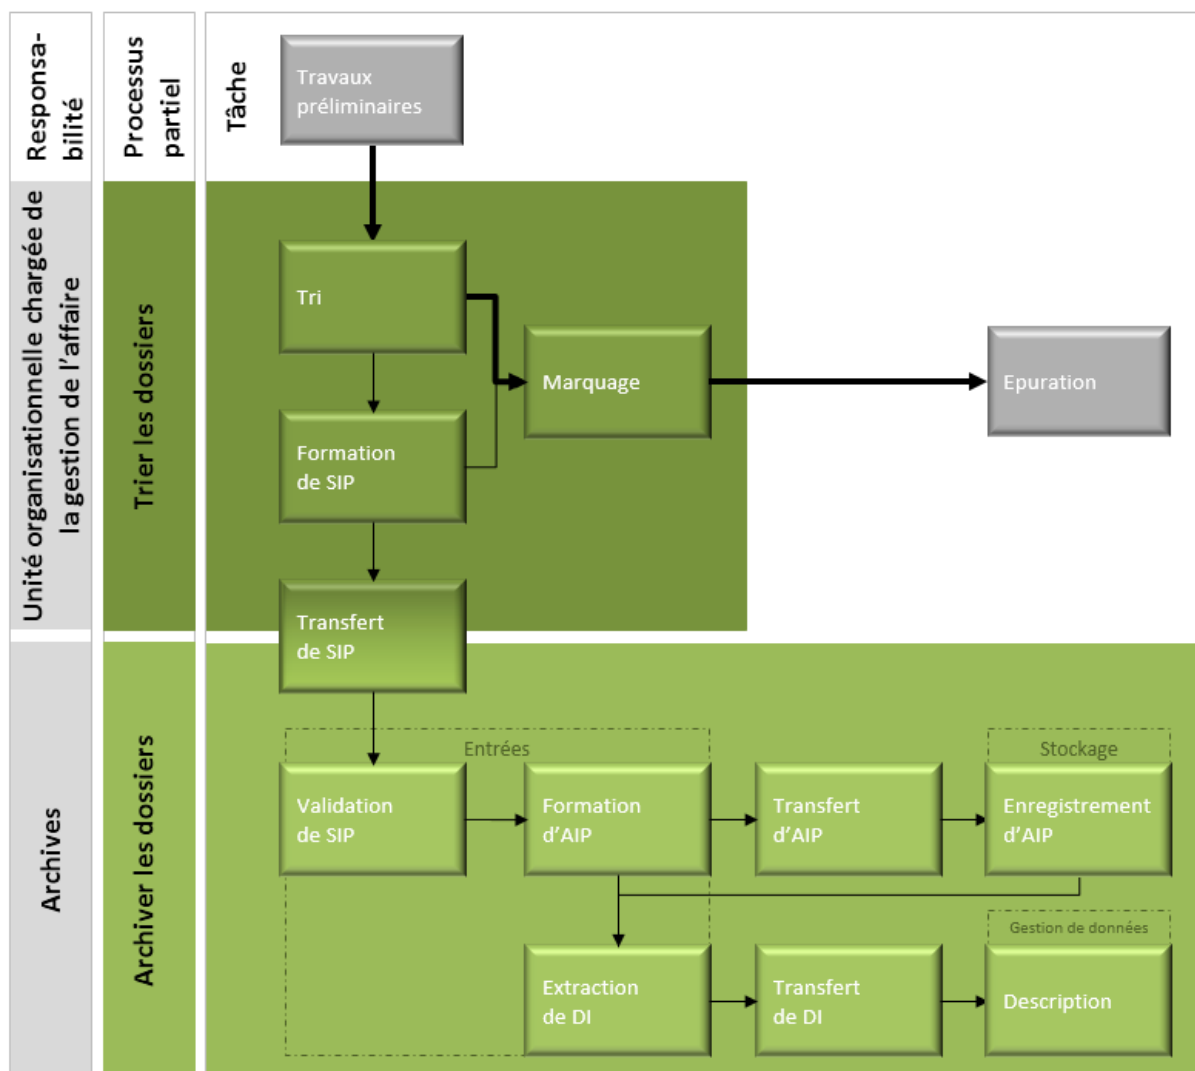 Responsa-
bilité
Processus
partiel
Tâche
Travaux
préliminaires
Unité organisationnelle chargée de
la gestion de l'affaire
Trier les dossiers
Tri
Marquage
Epuration
Formation
de SIP
Transfert
de SIP
Archives
Archiver les dossiers
Entrées
Stockage
Validation
de SIP
Formation
d'AIP
Transfert
d'AIP
Enregistrement
d'AIP
Gestion de données
Extraction
de DI
Transfert
de DI
Description